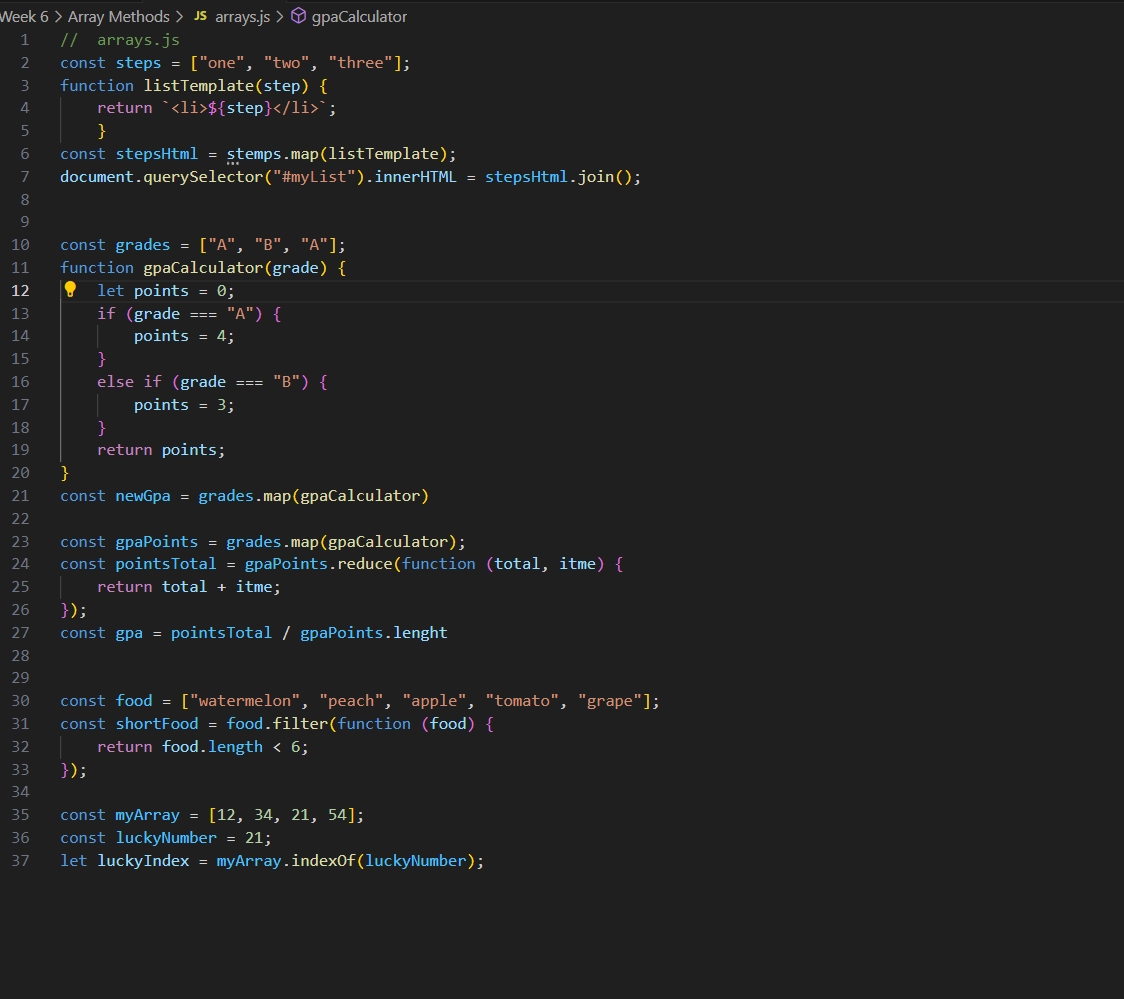 Week 6 > Array Methods > JS arrays.js > gpaCalculator
1 //  arrays.js
2 const steps = ["one", "two", "three"];
3 function listTemplate(step) {
4     return `<li>${step}</li>`;
5     }
6 const stepsHtml = stemps.map(listTemplate);
7 document.querySelector("#myList").innerHTML = stepsHtml.join();
8
9
10 const grades = ["A", "B", "A"];
11 function gpaCalculator(grade) {
12     let points = 0;
13     if (grade === "A") {
14         points = 4;
15     }
16     else if (grade === "B") {
17         points = 3;
18     }
19     return points;
20 }
21 const newGpa = grades.map(gpaCalculator)
22
23 const gpaPoints = grades.map(gpaCalculator);
24 const pointsTotal = gpaPoints.reduce(function (total, itme) {
25     return total + itme;
26 });
27 const gpa = pointsTotal / gpaPoints.lenght
28
29
30 const food = ["watermelon", "peach", "apple", "tomato", "grape"];
31 const shortFood = food.filter(function (food) {
32     return food.length < 6;
33 });
34
35 const myArray = [12, 34, 21, 54];
36 const luckyNumber = 21;
37 let luckyIndex = myArray.indexOf(luckyNumber);